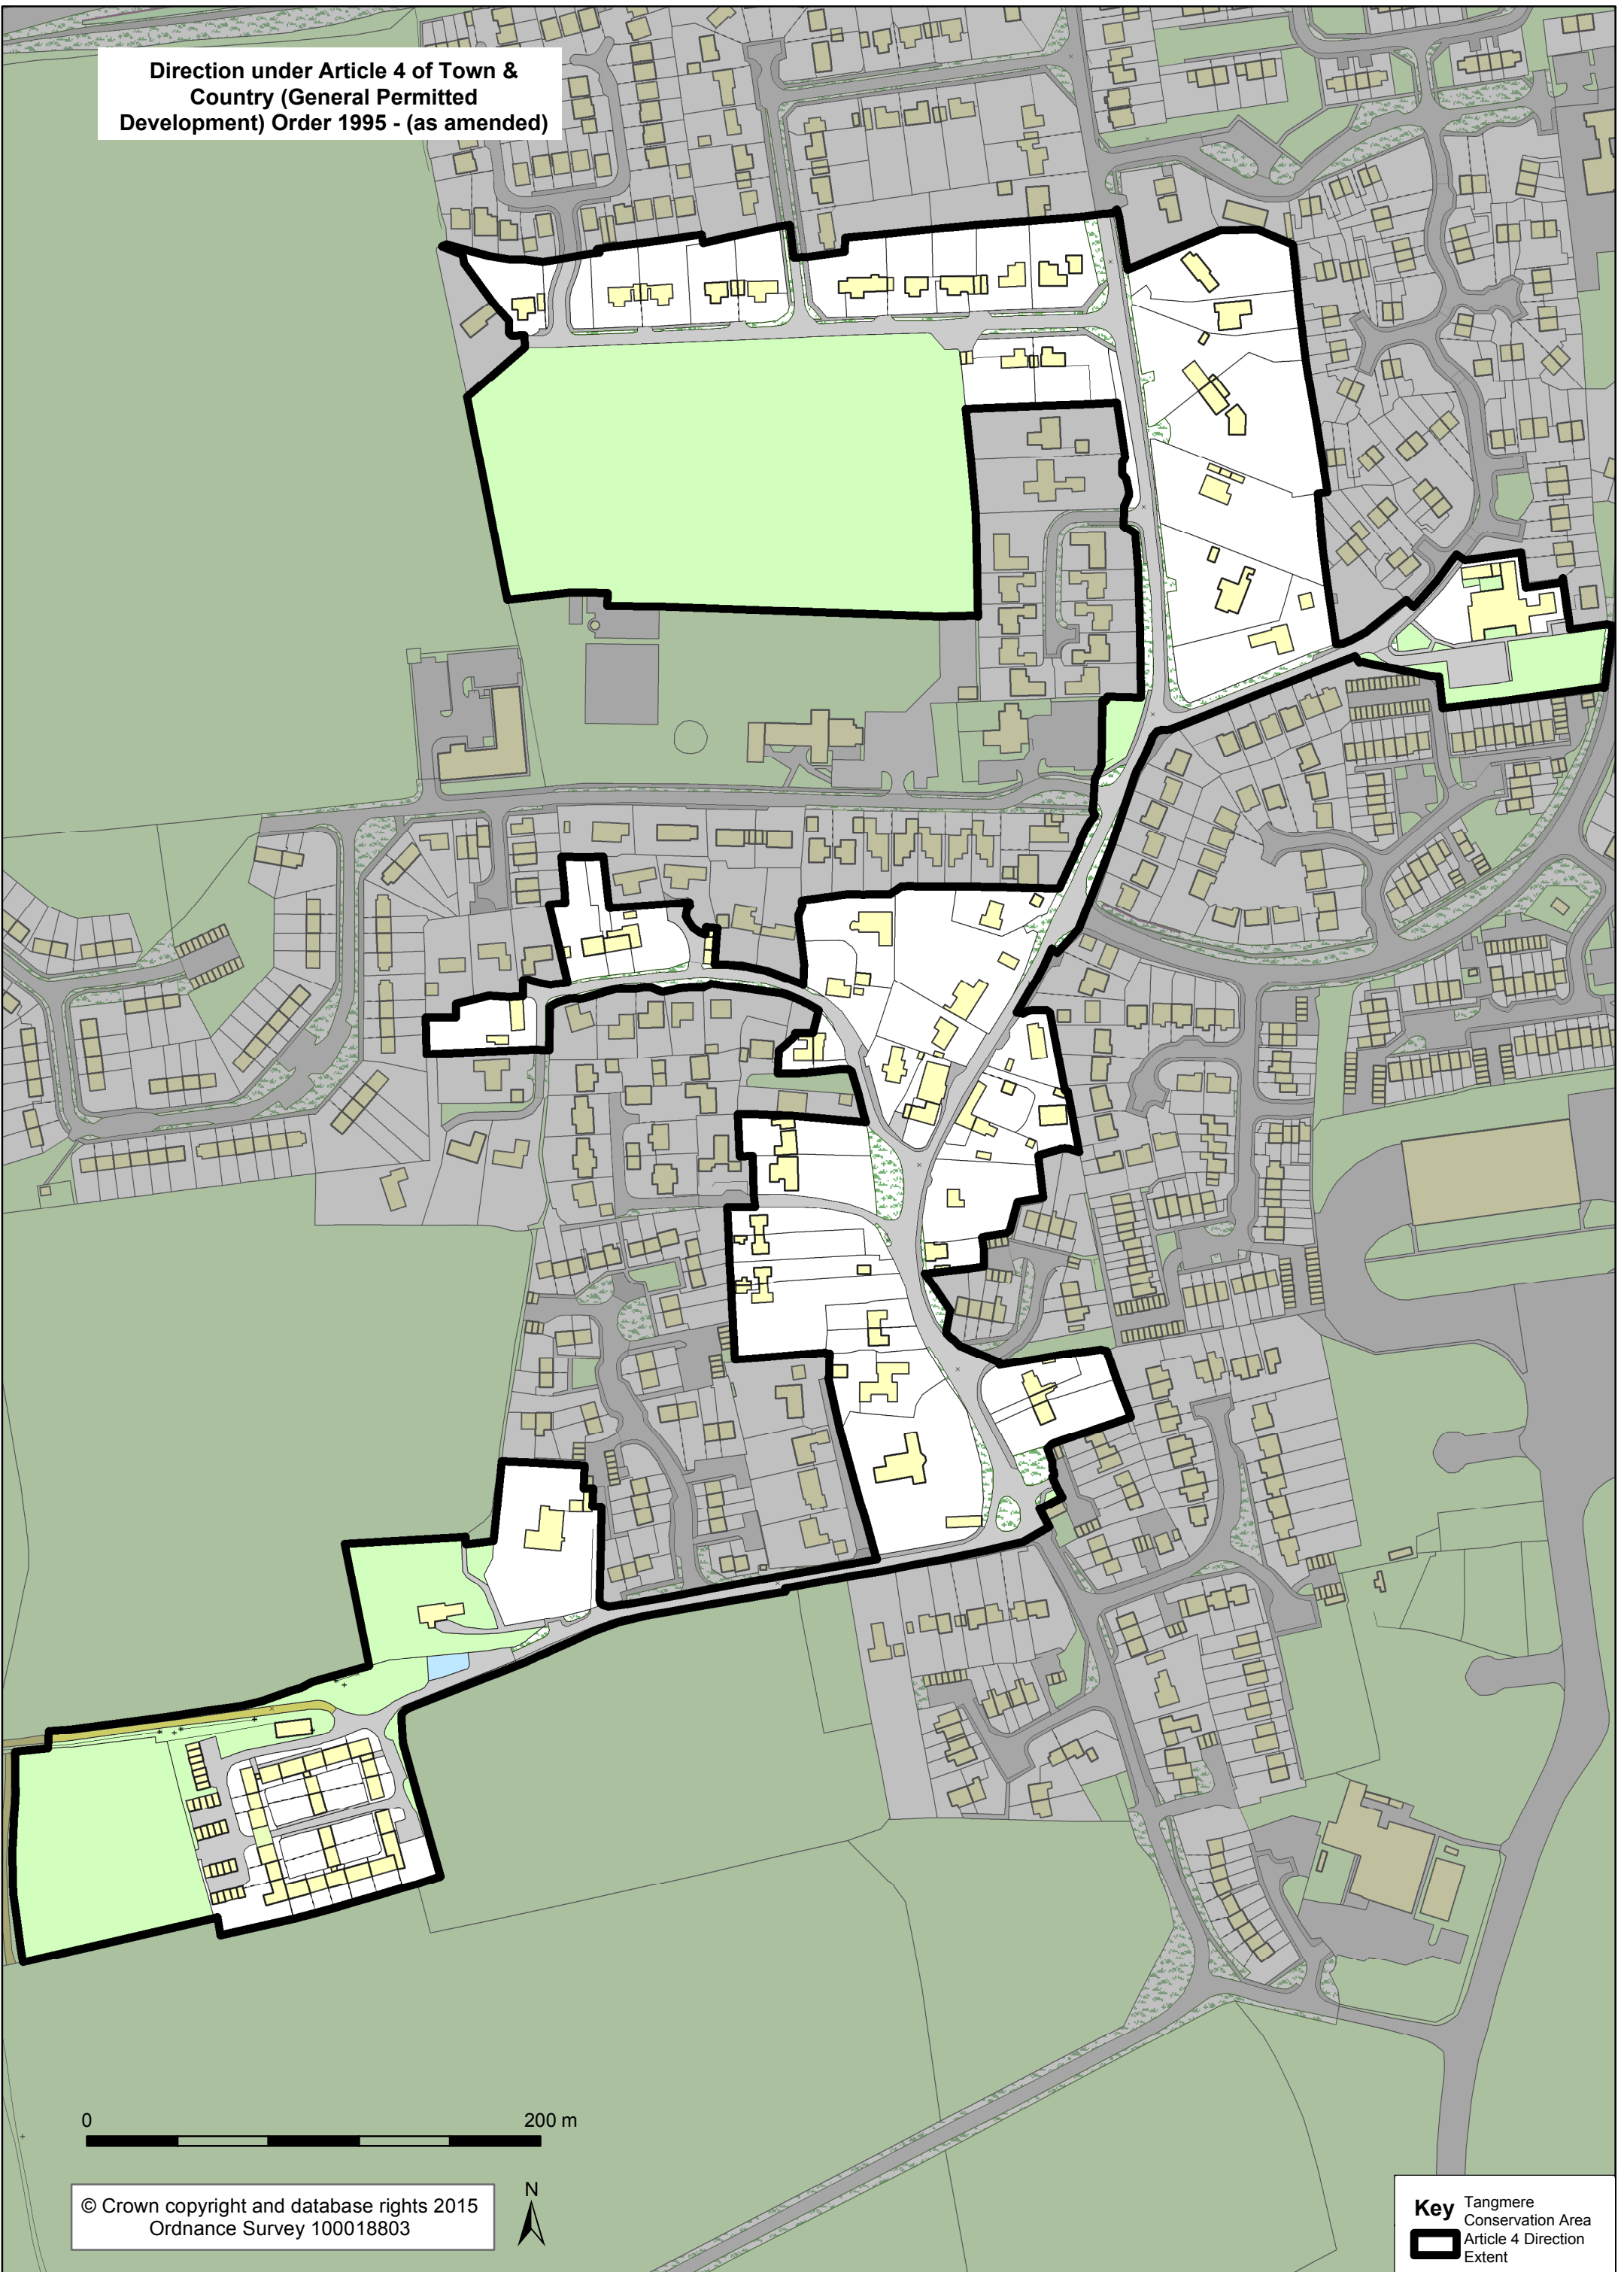 Direction under Article 4 of Town &
Country (General Permitted
Development) Order 1995 - (as amended)
0
200 m
© Crown copyright and database rights 2015
Ordnance Survey 100018803
N
Key
Tangmere
Conservation Area
Article 4 Direction
Extent